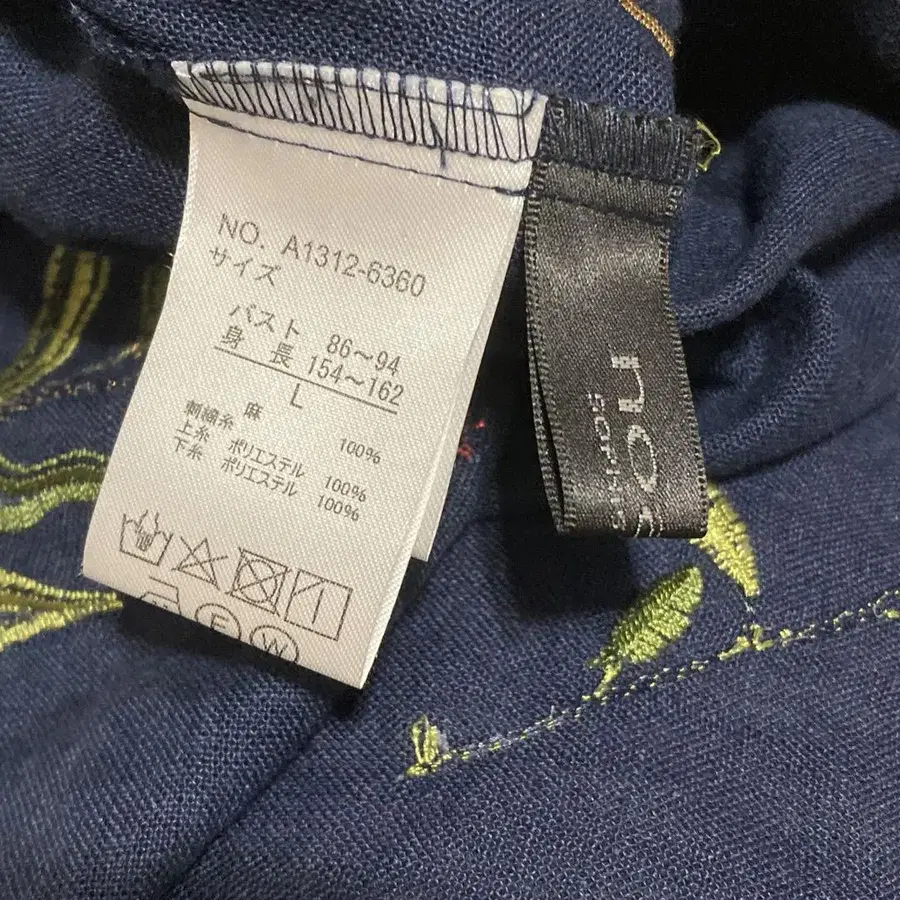 NO. A1312-6360
サイズ
バスト 86～94
身 長 154～162
L
麻 100%
刺繍糸
上糸 ポリエステル 100%
下糸 ポリエステル 100%
F
W